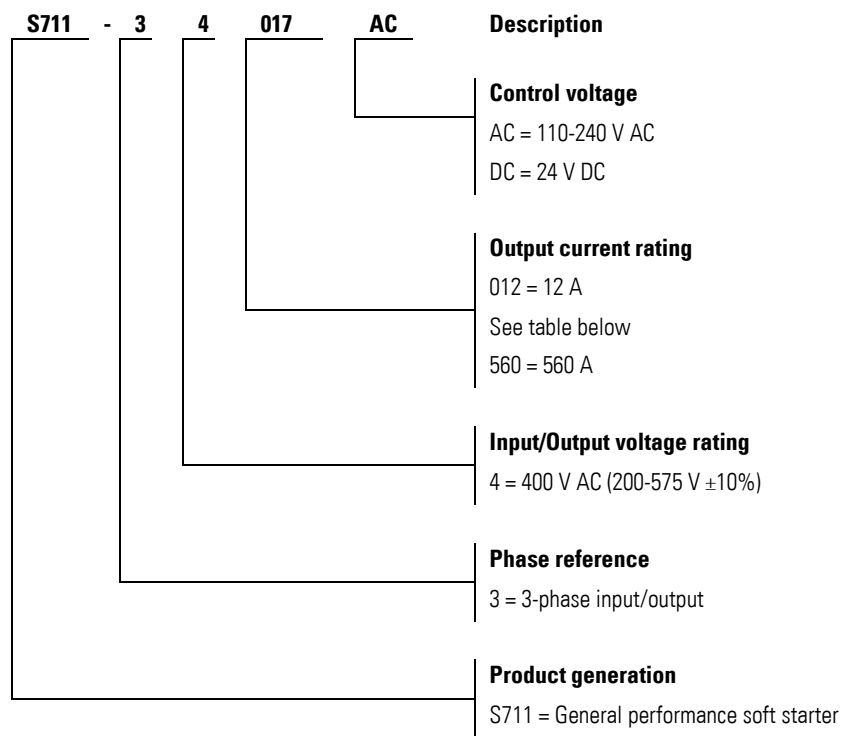 S711 - 3 4 017 AC Description
Control voltage
AC = 110-240 V AC
DC = 24 V DC
Output current rating
012 = 12 A
See table below
560 = 560 A
Input/Output voltage rating
4 = 400 V AC (200-575 V ±10%)
Phase reference
3 = 3-phase input/output
Product generation
S711 = General performance soft starter